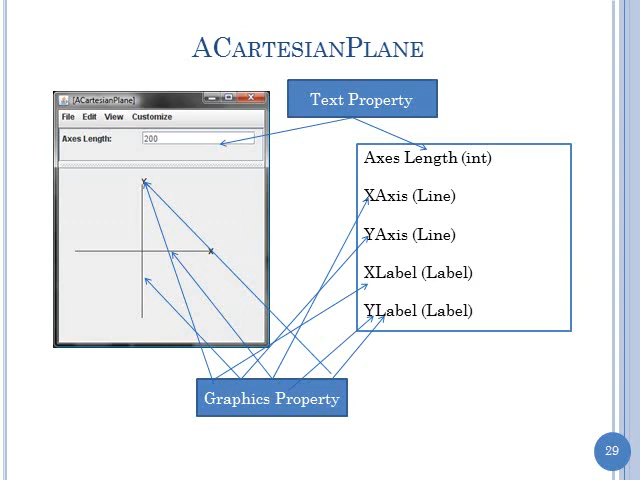 ACARTESIANPLANE
[ACartesianPlane]
File Edit View Customize
Axes Length: 200
Y
X
Text Property
Axes Length (int)
XAxis (Line)
YAxis (Line)
XLabel (Label)
YLabel (Label)
Graphics Property
29